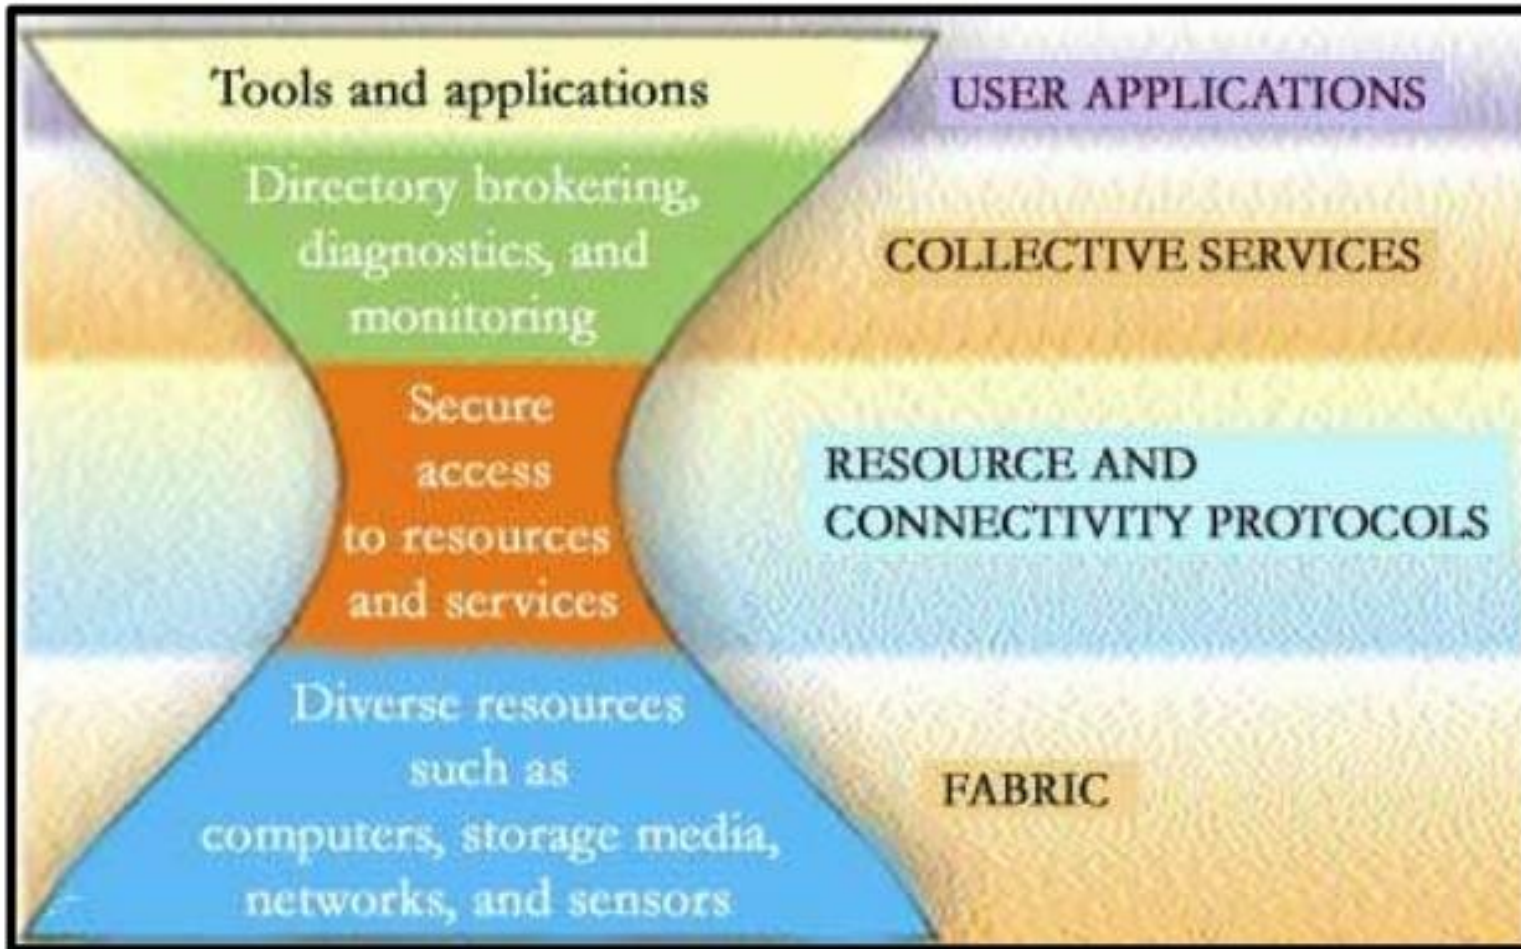 Tools and applications
USER APPLICATIONS
Directory brokering,
diagnostics, and
monitoring
COLLECTIVE SERVICES
Secure
access
to resources
and services
RESOURCE AND
CONNECTIVITY PROTOCOLS
Diverse resources
such as
computers, storage media,
networks, and sensors
FABRIC